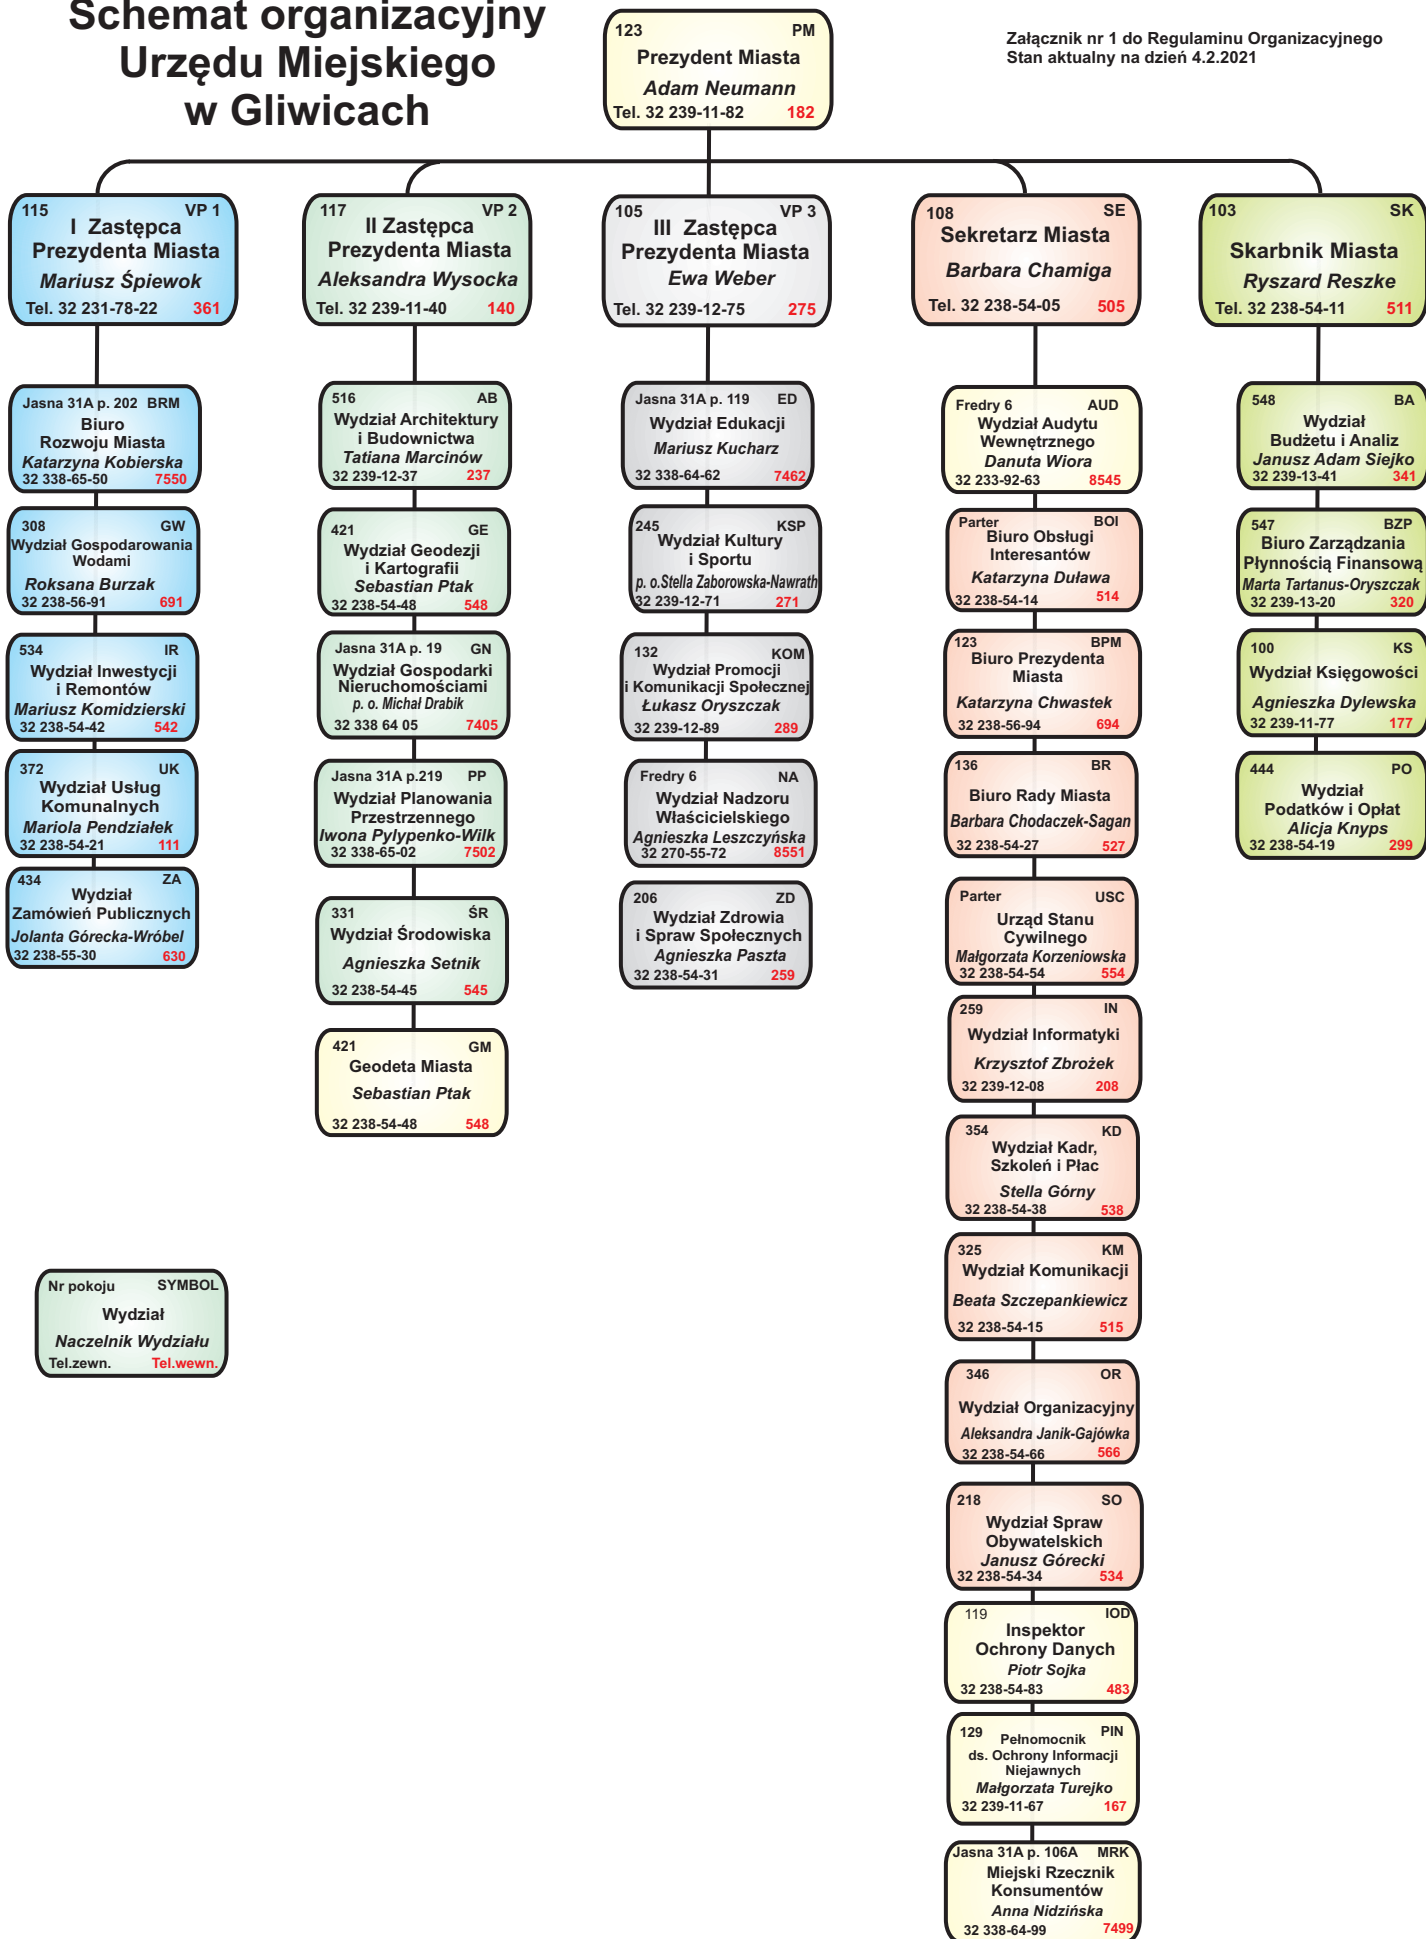 Schemat organizacyjny
Urzędu Miejskiego
w Gliwicach
123 PM
Prezydent Miasta
Adam Neumann
Tel. 32 239-11-82 182
Załącznik nr 1 do Regulaminu Organizacyjnego
Stan aktualny na dzień 4.2.2021
115 VP 1
I Zastępca
Prezydenta Miasta
Mariusz Śpiewok
Tel. 32 231-78-22 361
117 VP 2
II Zastępca
Prezydenta Miasta
Aleksandra Wysocka
Tel. 32 239-11-40 140
105 VP 3
III Zastępca
Prezydenta Miasta
Ewa Weber
Tel. 32 239-12-75 275
108 SE
Sekretarz Miasta
Barbara Chamiga
Tel. 32 238-54-05 505
103 SK
Skarbnik Miasta
Ryszard Reszke
Tel. 32 238-54-11 511
Jasna 31A p. 202 BRM
Biuro
Rozwoju Miasta
Katarzyna Kobierska
32 338-65-50 7550
308 GW
Wydział Gospodarowania
Wodami
Roksana Burzak
32 238-56-91 691
534 IR
Wydział Inwestycji
i Remontów
Mariusz Komidzierski
32 238-54-42 542
372 UK
Wydział Usług
Komunalnych
Mariola Pendziałek
32 238-54-21 111
434 ZA
Wydział
Zamówień Publicznych
Jolanta Górecka-Wróbel
32 238-55-30 630
516 AB
Wydział Architektury
i Budownictwa
Tatiana Marcinów
32 239-12-37 237
421 GE
Wydział Geodezji
i Kartografii
Sebastian Ptak
32 238-54-48 548
Jasna 31A p. 19 GN
Wydział Gospodarki
Nieruchomościami
p. o. Michał Drabik
32 338 64 05 7405
Jasna 31A p.219 PP
Wydział Planowania
Przestrzennego
Iwona Pylypenko-Wilk
32 338-65-02 7502
331 ŚR
Wydział Środowiska
Agnieszka Setnik
32 238-54-45 545
421 GM
Geodeta Miasta
Sebastian Ptak
32 238-54-48 548
Jasna 31A p. 119 ED
Wydział Edukacji
Mariusz Kucharz
32 338-64-62 7462
245 KSP
Wydział Kultury
i Sportu
p. o.Stella Zaborowska-Nawrath
32 239-12-71 271
132 KOM
Wydział Promocji
i Komunikacji Społecznej
Łukasz Oryszczak
32 239-12-89 289
Fredry 6 NA
Wydział Nadzoru
Właścicielskiego
Agnieszka Leszczyńska
32 270-55-72 8551
206 ZD
Wydział Zdrowia
i Spraw Społecznych
Agnieszka Paszta
32 238-54-31 259
Fredry 6 AUD
Wydział Audytu
Wewnętrznego
Danuta Wiora
32 233-92-63 8545
Parter BOI
Biuro Obsługi
Interesantów
Katarzyna Duława
32 238-54-14 514
123 BPM
Biuro Prezydenta
Miasta
Katarzyna Chwastek
32 238-56-94 694
136 BR
Biuro Rady Miasta
Barbara Chodaczek-Sagan
32 238-54-27 527
Parter USC
Urząd Stanu
Cywilnego
Małgorzata Korzeniowska
32 238-54-54 554
259 IN
Wydział Informatyki
Krzysztof Zbrożek
32 239-12-08 208
354 KD
Wydział Kadr,
Szkoleń i Płac
Stella Górny
32 238-54-38 538
325 KM
Wydział Komunikacji
Beata Szczepankiewicz
32 238-54-15 515
346 OR
Wydział Organizacyjny
Aleksandra Janik-Gajówka
32 238-54-66 566
218 SO
Wydział Spraw
Obywatelskich
Janusz Górecki
32 238-54-34 534
119 IOD
Inspektor
Ochrony Danych
Piotr Sojka
32 238-54-83 483
129 PIN
Pełnomocnik
ds. Ochrony Informacji
Niejawnych
Małgorzata Turejko
32 239-11-67 167
Jasna 31A p. 106A MRK
Miejski Rzecznik
Konsumentów
Anna Nidzińska
32 338-64-99 7499
548 BA
Wydział
Budżetu i Analiz
Janusz Adam Siejko
32 239-13-41 341
547 BZP
Biuro Zarządzania
Płynnością Finansową
Marta Tartanus-Oryszczak
32 239-13-20 320
100 KS
Wydział Księgowości
Agnieszka Dylewska
32 239-11-77 177
444 PO
Wydział
Podatków i Opłat
Alicja Knyps
32 238-54-19 299
Nr pokoju SYMBOL
Wydział
Naczelnik Wydziału
Tel.zewn. Tel.wewn.